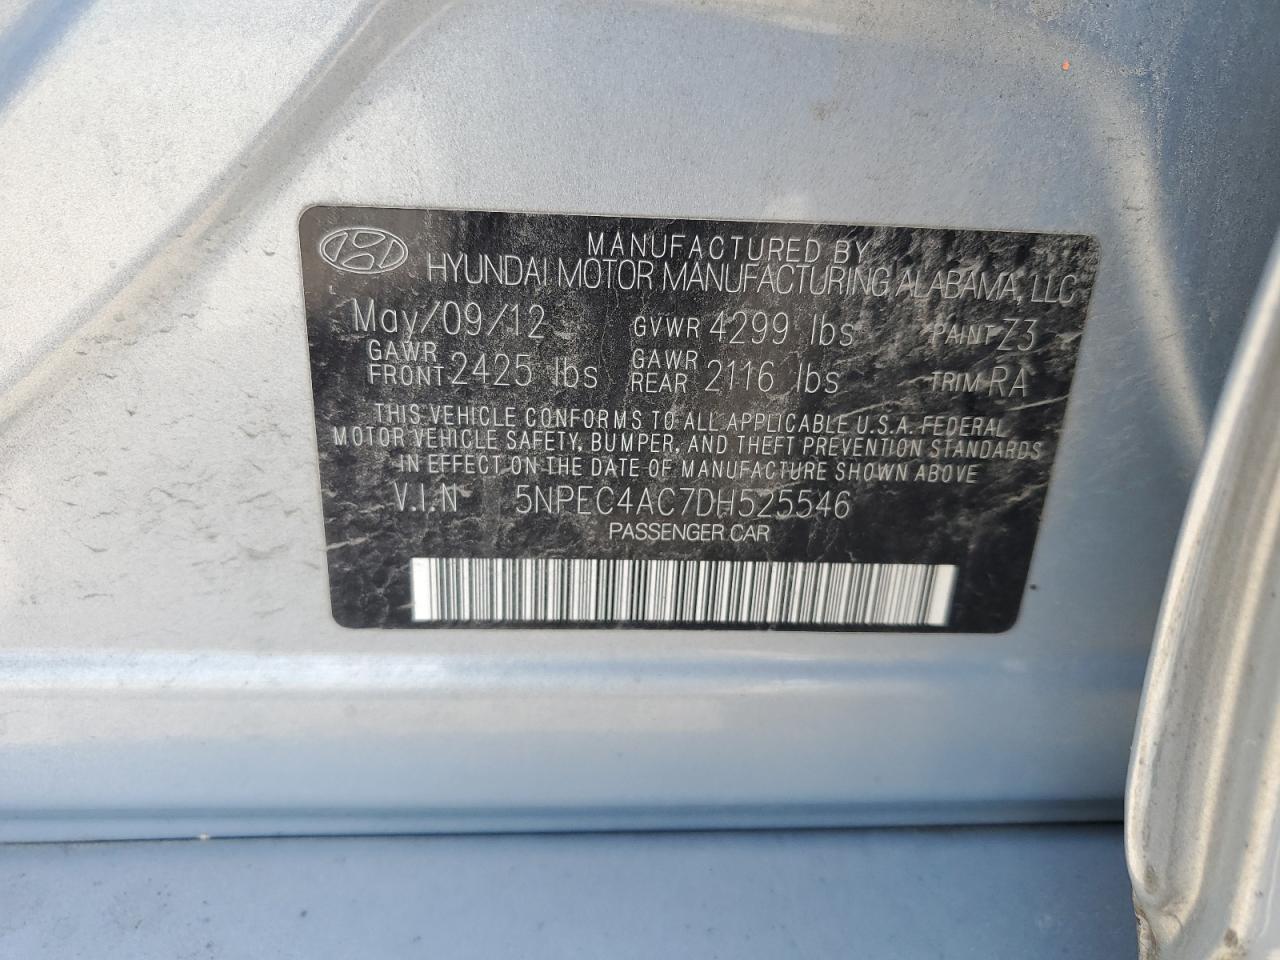 MANUFACTURED BY
HYUNDAI MOTOR MANUFACTURING ALABAMA, LLC
May/09/12 GVWR 4299 lbs PAINT Z3
GAWR FRONT 2425 lbs GAWR REAR 2116 lbs TRIM RA
THIS VEHICLE CONFORMS TO ALL APPLICABLE U.S.A. FEDERAL
MOTOR VEHICLE SAFETY, BUMPER, AND THEFT PREVENTION STANDARDS
IN EFFECT ON THE DATE OF MANUFACTURE SHOWN ABOVE
V.I.N 5NPEC4AC7DH525546
PASSENGER CAR